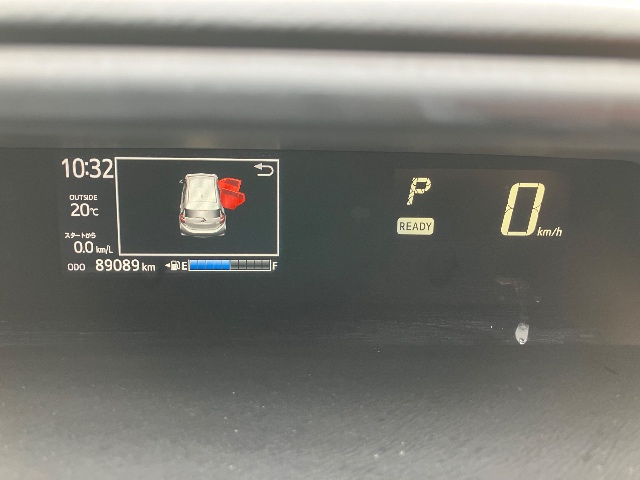 10:32
OUTSIDE
20℃
スタートから
0.0 km/L
ODO 89089 km E F
P
READY
0 km/h